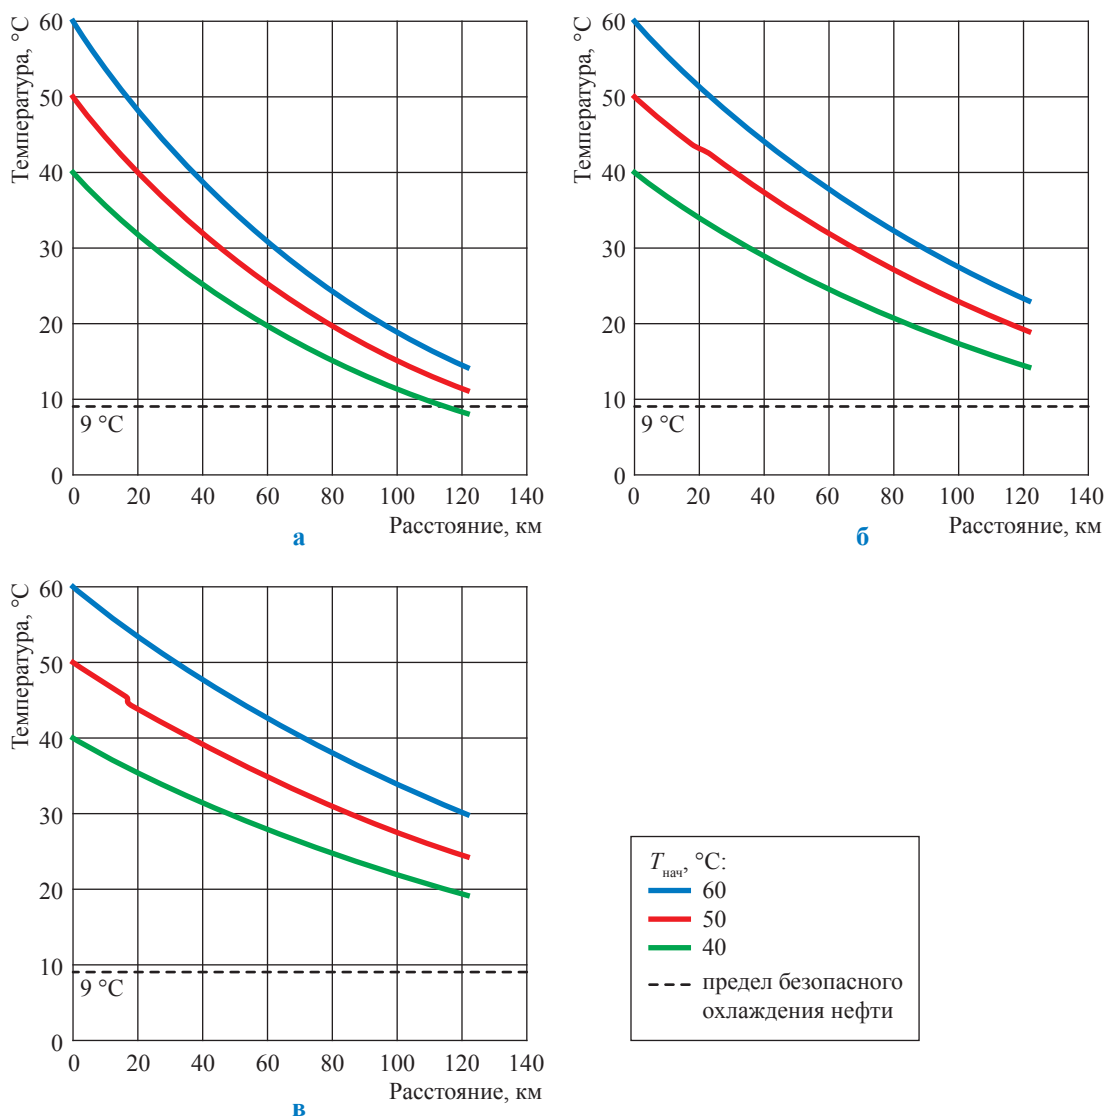 60
50
40
30
20
10
0
Температура, °C
9 °C
0 20 40 60 80 100 120 140
Расстояние, км
а
60
50
40
30
20
10
0
Температура, °C
9 °C
0 20 40 60 80 100 120 140
Расстояние, км
б
60
50
40
30
20
10
0
Температура, °C
9 °C
0 20 40 60 80 100 120 140
Расстояние, км
в
Tнач, °C:
60
50
40
предел безопасного
охлаждения нефти